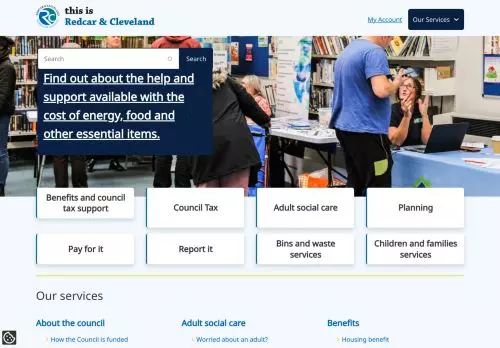 this is
Redcar & Cleveland
My Account
Our Services
Search
Search
Find out about the help and
support available with the
cost of energy, food and
other essential items.
Benefits and council
tax support
Council Tax
Adult social care
Planning
Pay for it
Report it
Bins and waste
services
Children and families
services
Our services
About the council
Adult social care
Benefits
How the Council is funded
Worried about an adult?
Housing benefit